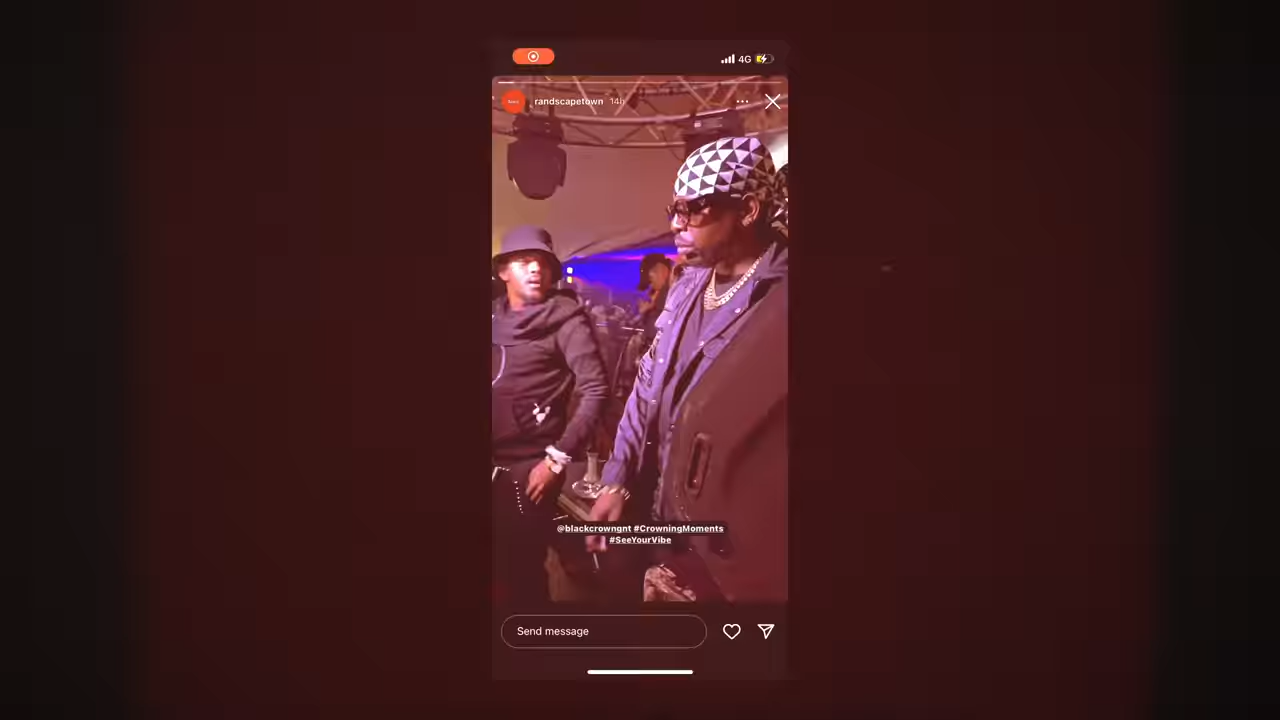 4G
randscapetown 14h
@blackcrowngnt #CrowningMoments
#SeeYourVibe
Send message